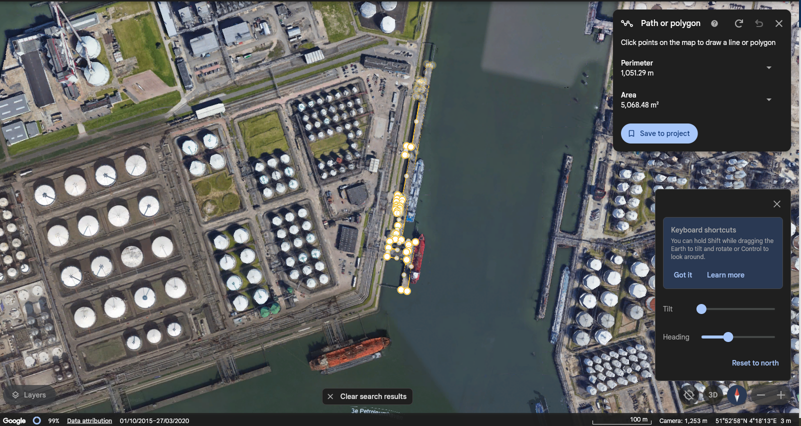 Path or polygon
Click points on the map to draw a line or polygon
Perimeter
1,051.29 m
Area
5,068.48 m²
Save to project
Keyboard shortcuts
You can hold Shift while dragging the
Earth to tilt and rotate or Control to
look around.
Got it Learn more
Tilt
Heading
Reset to north
Layers
Clear search results
3D
Google 99% Data attribution 01/10/2015–27/03/2020 100 m Camera: 1,253 m 51°52'58"N 4°18'13"E 3 m